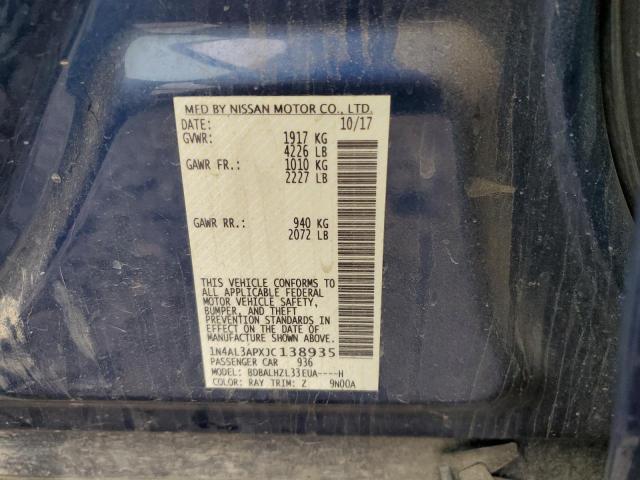 MFD BY NISSAN MOTOR CO., LTD.
DATE: 10/17
GVWR: 1917 KG
4226 LB
GAWR FR.: 1010 KG
2227 LB
GAWR RR.: 940 KG
2072 LB
THIS VEHICLE CONFORMS TO
ALL APPLICABLE FEDERAL
MOTOR VEHICLE SAFETY,
BUMPER, AND THEFT
PREVENTION STANDARDS
IN EFFECT ON THE DATE OF
MANUFACTURE SHOWN ABOVE.
1N4AL3APXJC138935
PASSENGER CAR 936
MODEL: BDBALHZL33EUA----H
COLOR: RAY TRIM: Z 9N00A